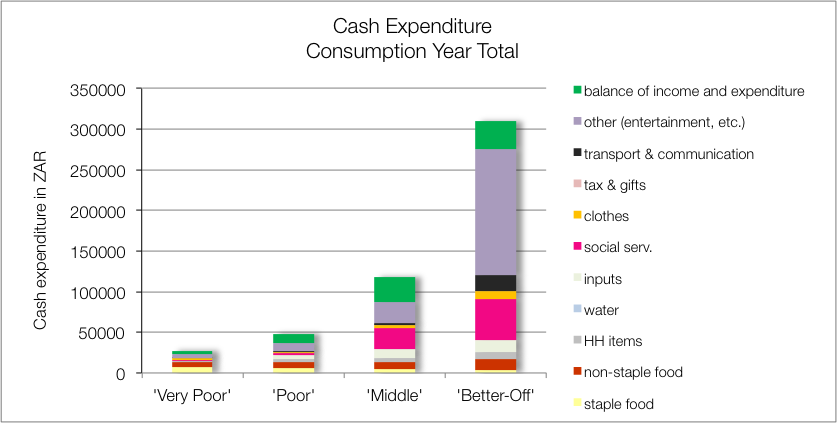 Cash Expenditure
Consumption Year Total
350000
300000
250000
200000
150000
100000
50000
0
Cash expenditure in ZAR
'Very Poor'
'Poor'
'Middle'
'Better-Off'
balance of income and expenditure
other (entertainment, etc.)
transport & communication
tax & gifts
clothes
social serv.
inputs
water
HH items
non-staple food
staple food